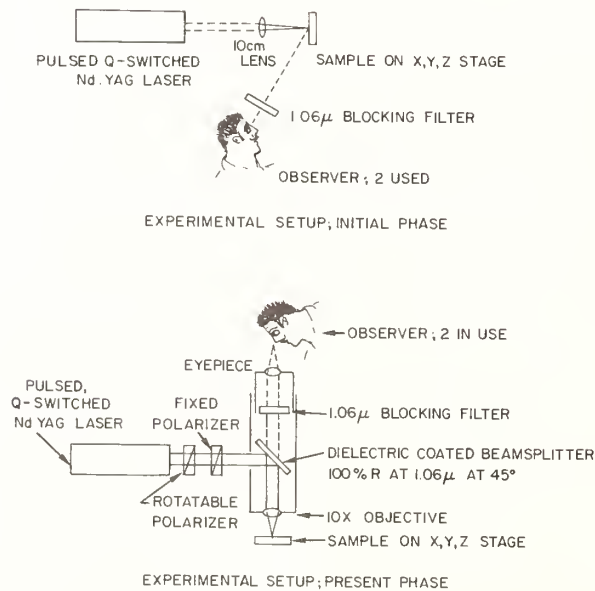 10cm
LENS
PULSED Q-SWITCHED
Nd:YAG LASER
SAMPLE ON X,Y,Z STAGE
1.06μ BLOCKING FILTER
OBSERVER; 2 USED
EXPERIMENTAL SETUP; INITIAL PHASE
OBSERVER; 2 IN USE
EYEPIECE
PULSED,
Q-SWITCHED
Nd YAG LASER
FIXED
POLARIZER
1.06μ BLOCKING FILTER
DIELECTRIC COATED BEAMSPLITTER
100%R AT 1.06μ AT 45°
ROTATABLE
POLARIZER
10X OBJECTIVE
SAMPLE ON X,Y,Z STAGE
EXPERIMENTAL SETUP; PRESENT PHASE